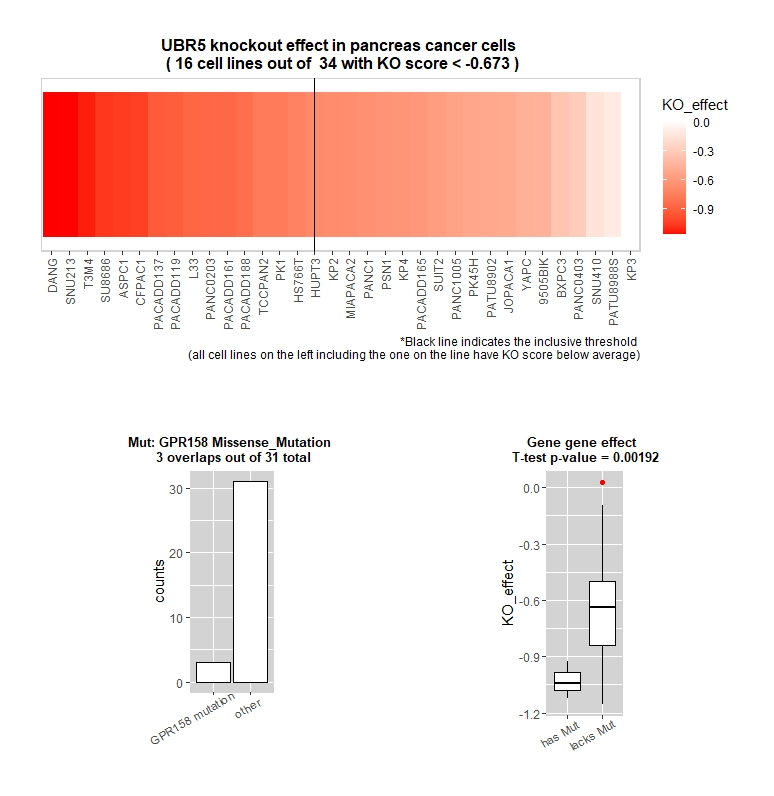 UBR5 knockout effect in pancreas cancer cells
( 16 cell lines out of 34 with KO score < -0.673 )
KO_effect
0.0
-0.3
-0.6
-0.9
DANG
SNU213
T3M4
SU8686
ASPC1
CFPAC1
PACADD137
PACADD119
L33
PANC0203
PACADD161
PACADD188
TCCPAN2
PK1
HS766T
HUPT3
KP2
MIAPACA2
PANC1
PSN1
KP4
PACADD165
SUIT2
PANC1005
PK45H
PATU8902
JOPACA1
YAPC
9505BIK
BXPC3
PANC0403
SNU410
PATU8988S
KP3
*Black line indicates the inclusive threshold
(all cell lines on the left including the one on the line have KO score below average)
Mut: GPR158 Missense_Mutation
3 overlaps out of 31 total
counts
30
20
10
0
GPR158 mutation
other
Gene gene effect
T-test p-value = 0.00192
KO_effect
0.0
-0.3
-0.6
-0.9
-1.2
has Mut
lacks Mut